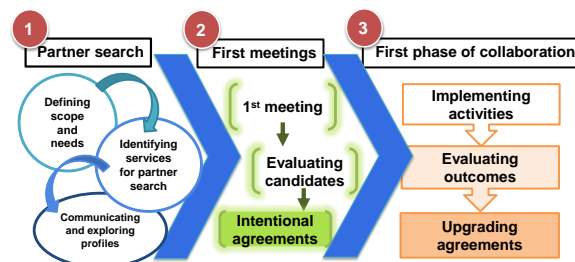 1
Partner search
Defining
scope
and
needs
Identifying
services
for partner
search
Communicating
and exploring
profiles
2
First meetings
1st meeting
Evaluating
candidates
Intentional
agreements
3
First phase of collaboration
Implementing
activities
Evaluating
outcomes
Upgrading
agreements